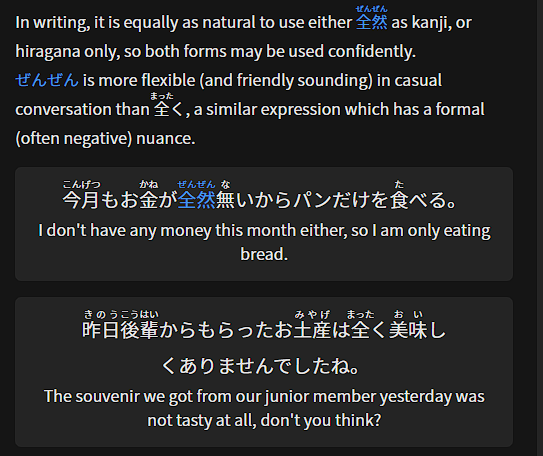 ぜんぜん
In writing, it is equally as natural to use either 全然 as kanji, or
hiragana only, so both forms may be used confidently.
ぜんぜん is more flexible (and friendly sounding) in casual
まった
conversation than 全く, a similar expression which has a formal
(often negative) nuance.
こんげつ かね ぜんぜん な た
今月もお金が全然無いからパンだけを食べる。
I don't have any money this month either, so I am only eating
bread.
きのう こうはい みやげ まった おい
昨日後輩からもらったお土産は全く美味し
くありませんでしたね。
The souvenir we got from our junior member yesterday was
not tasty at all, don't you think?